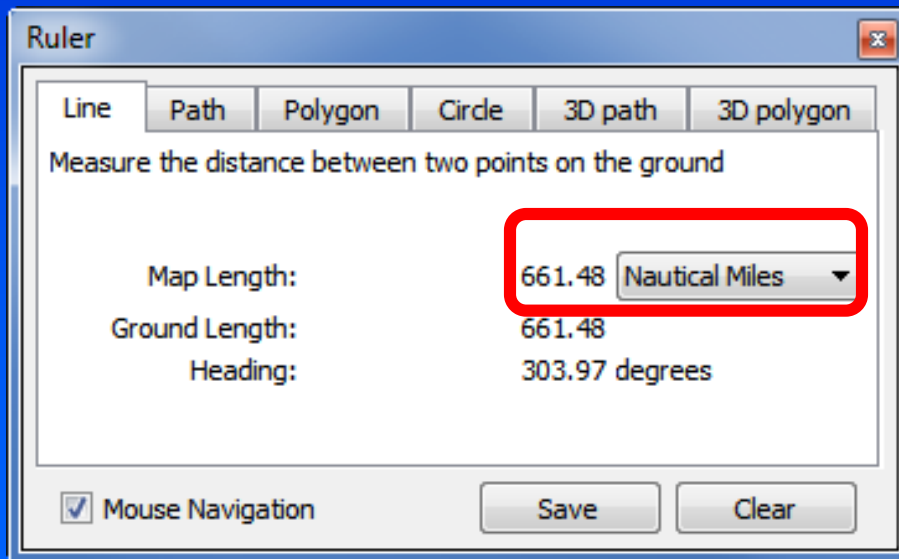 Ruler
Line Path Polygon Circle 3D path 3D polygon
Measure the distance between two points on the ground
Map Length: 661.48 Nautical Miles
Ground Length: 661.48
Heading: 303.97 degrees
Mouse Navigation Save Clear